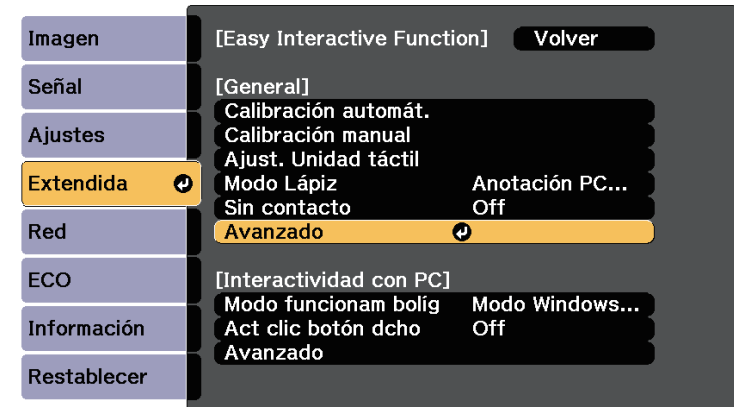 Imagen
Señal
Ajustes
Extendida
Red
ECO
Información
Restablecer
[Easy Interactive Function] Volver
[General]
Calibración automát.
Calibración manual
Ajust. Unidad táctil
Modo Lápiz Anotación PC...
Sin contacto Off
Avanzado
[Interactividad con PC]
Modo funcionam bolíg Modo Windows...
Act clic botón dcho Off
Avanzado